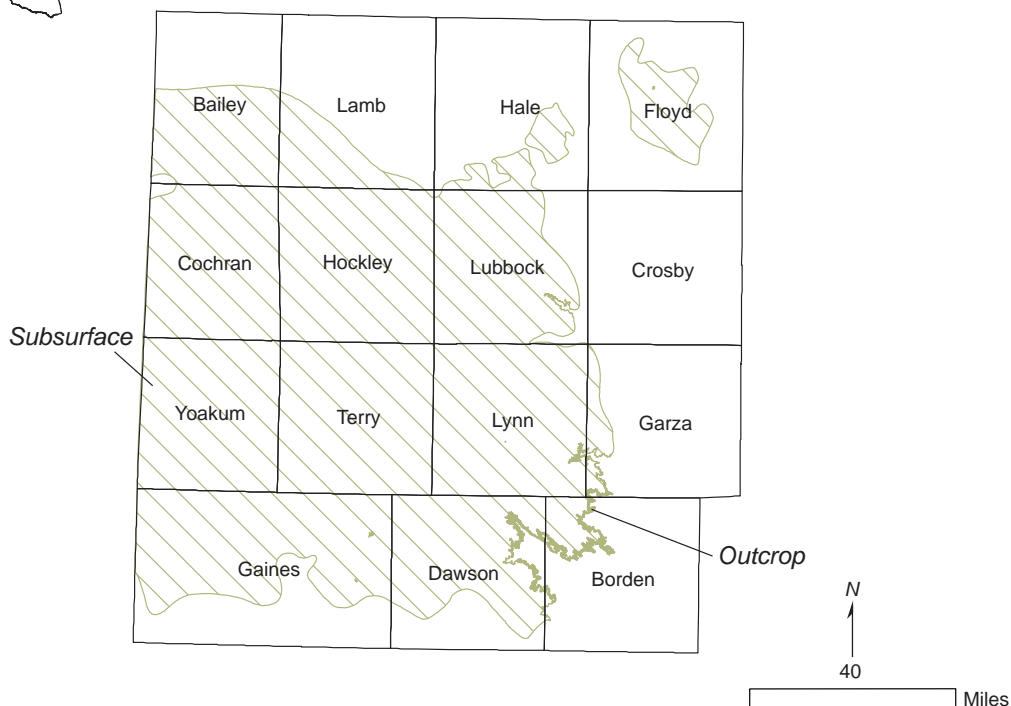 Bailey
Lamb
Hale
Floyd
Cochran
Hockley
Lubbock
Crosby
Subsurface
Yoakum
Terry
Lynn
Garza
Gaines
Dawson
Borden
Outcrop
N
40
Miles